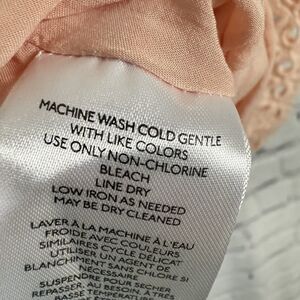 MACHINE WASH COLD GENTLE
WITH LIKE COLORS
USE ONLY NON-CHLORINE
BLEACH
LINE DRY
LOW IRON AS NEEDED
MAY BE DRY CLEANED
LAVER À LA MACHINE À L'EAU
FROIDE AVEC COULEURS
SIMILAIRES CYCLE DÉLICAT
UTILISER UN AGENT DE
BLANCHIMENT SANS CHLORE SI
SUSPENDRE POUR SÉCHER
REPASSER, AU BESOIN, À TRÈS
BASSE TEMPÉRATURE